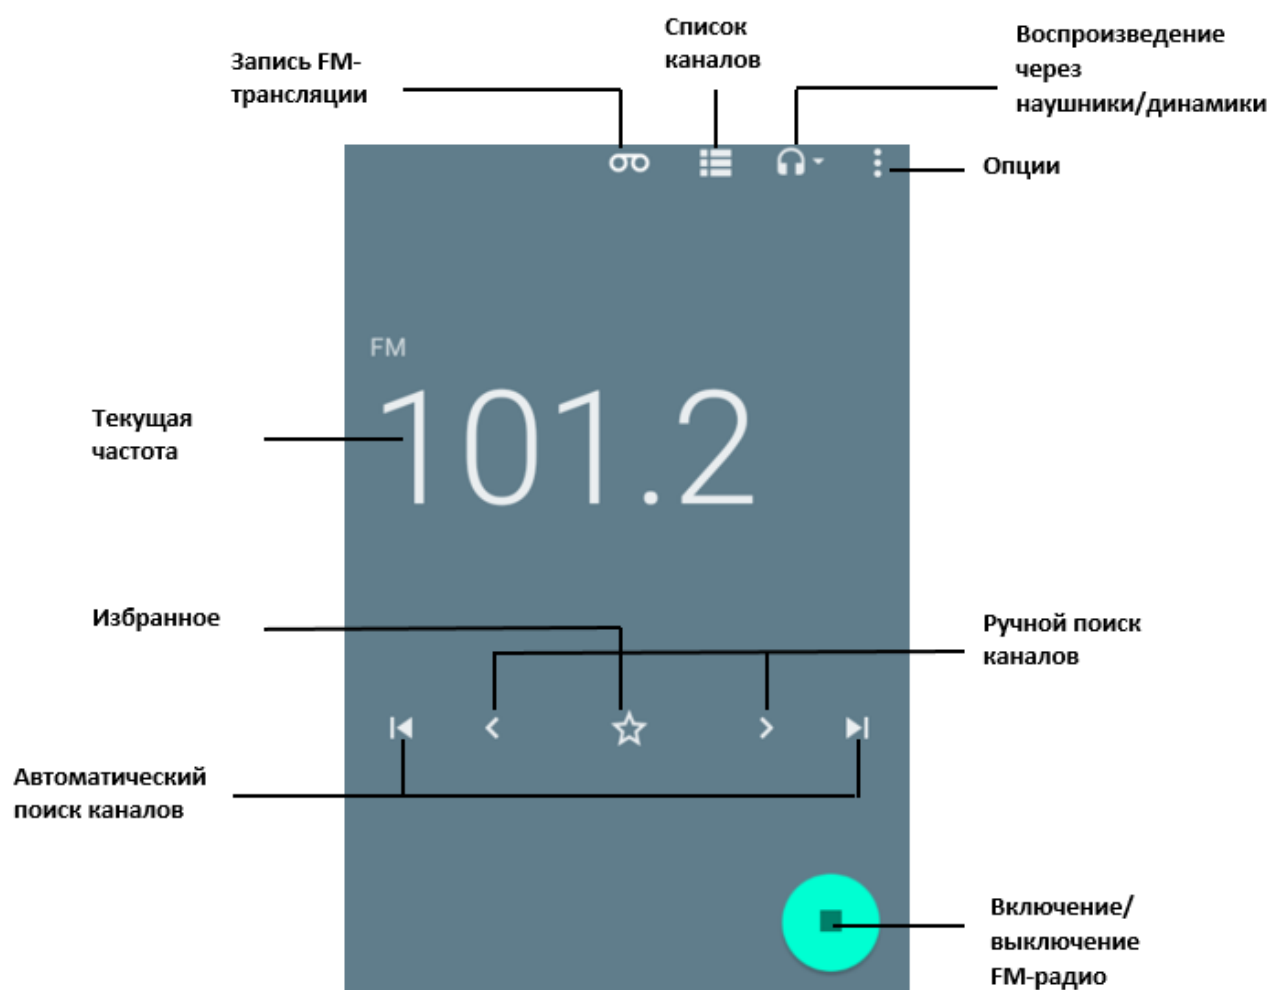 Список
каналов
Воспроизведение
через
наушники/динамики
Запись FM-
трансляции
Опции
FM
101.2
Текущая
частота
Избранное
Ручной поиск
каналов
Автоматический
поиск каналов
Включение/
выключение
FM-радио